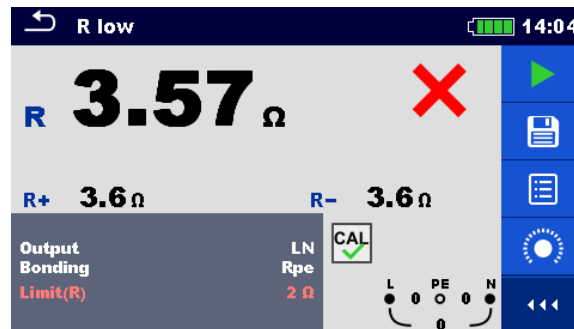 R low 14:04
R 3.57 Ω
R+ 3.6 Ω R- 3.6 Ω
Output LN
Bonding Rpe
Limit(R) 2 Ω
CAL
L PE N
0 0
0